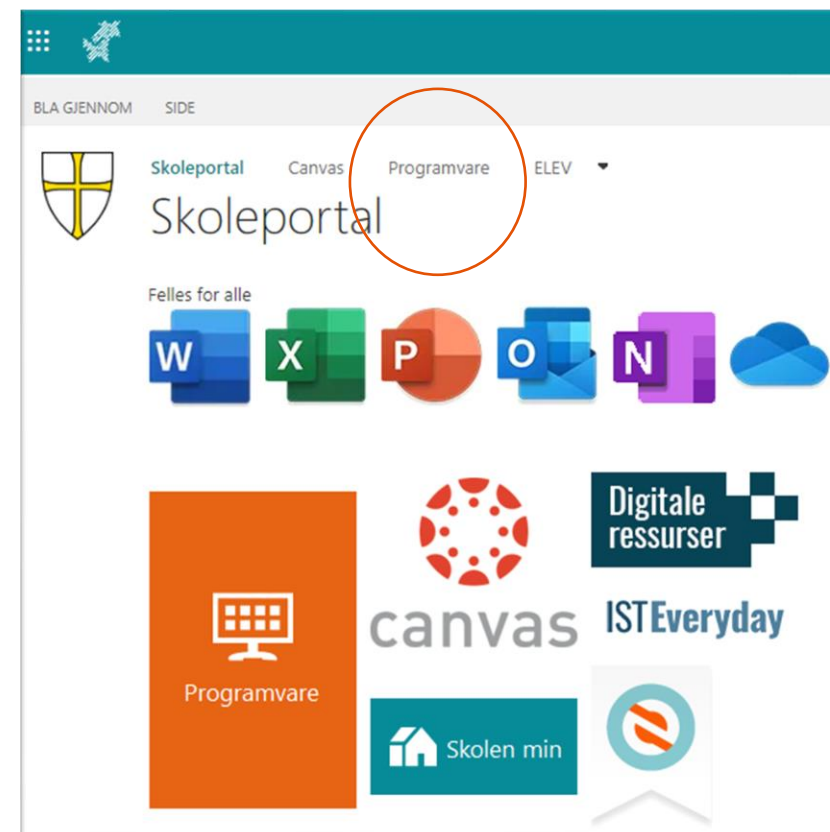 BLA GJENNOM SIDE
Skoleportal Canvas Programvare ELEV
Skoleportal
Felles for alle
W X P O N
Digitale
ressurser
canvas
ISTEveryday
Programvare
Skolen min